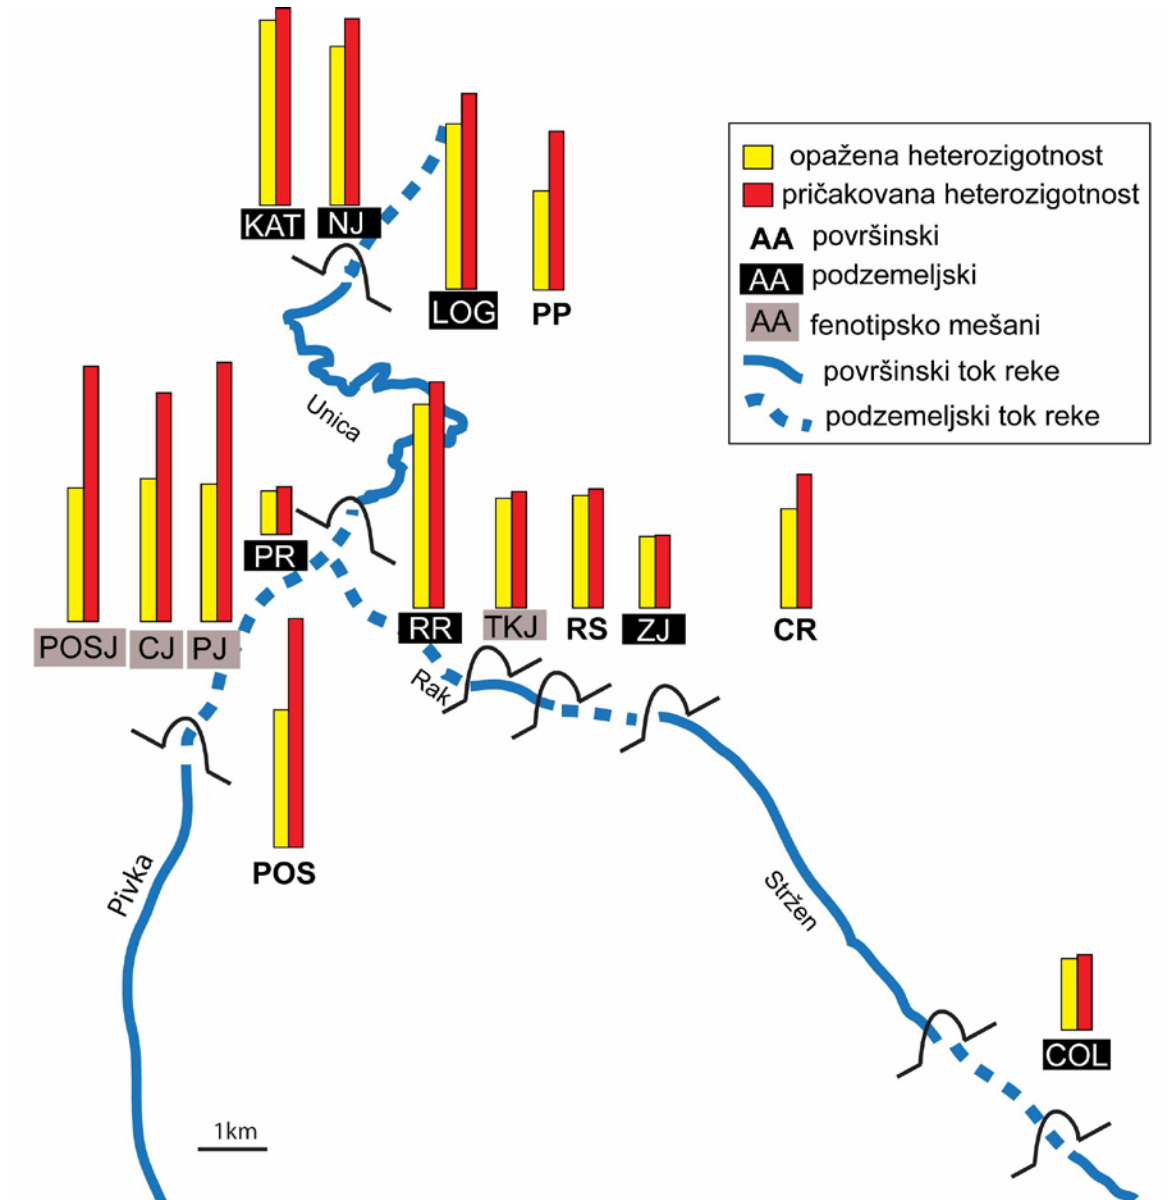 KAT
NJ
LOG
PP
opažena heterozigotnost
pričakovana heterozigotnost
AA površinski
AA podzemeljski
AA fenotipsko mešani
površinski tok reke
podzemeljski tok reke
Unica
POSJ
CJ
PJ
PR
RR
TKJ
RS
ZJ
CR
Rak
POS
Pivka
Stržen
COL
1km